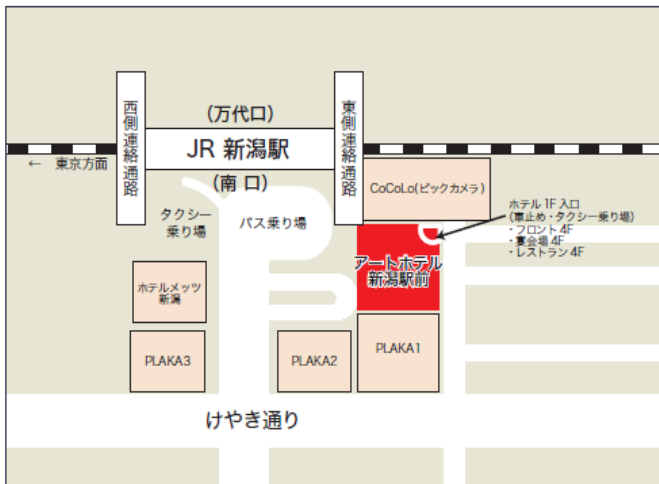 (万代口)
西側連絡通路
JR 新潟駅
東側連絡通路
← 東京方面
(南 口)
CoCoLo(ビックカメラ)
タクシー
乗り場
バス乗り場
ホテル 1F 入口
(車止め・タクシー乗り場)
・フロント 4F
・宴会場 4F
・レストラン 4F
アートホテル
新潟駅前
ホテルメッツ
新潟
PLAKA3
PLAKA2
PLAKA1
けやき通り